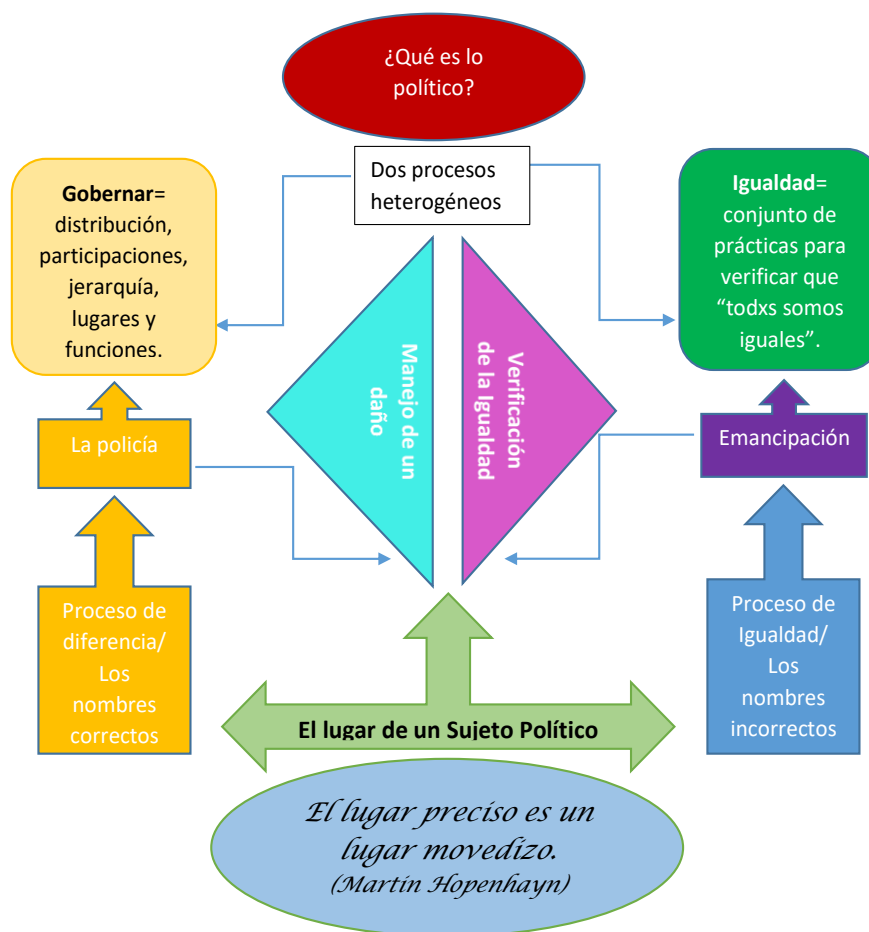 ¿Qué es lo
político?
Dos procesos
heterogéneos
Gobernar=
distribución,
participaciones,
jerarquía,
lugares y
funciones.
Igualdad=
conjunto de
prácticas para
verificar que
“todxs somos
iguales”.
Manejo de un
daño
Verificación
de la Igualdad
La policía
Emancipación
Proceso de
diferencia/
Los
nombres
correctos
Proceso de
Igualdad/
Los
nombres
incorrectos
El lugar de un Sujeto Político
El lugar preciso es un
lugar movedizo.
(Martín Hopenhayn)